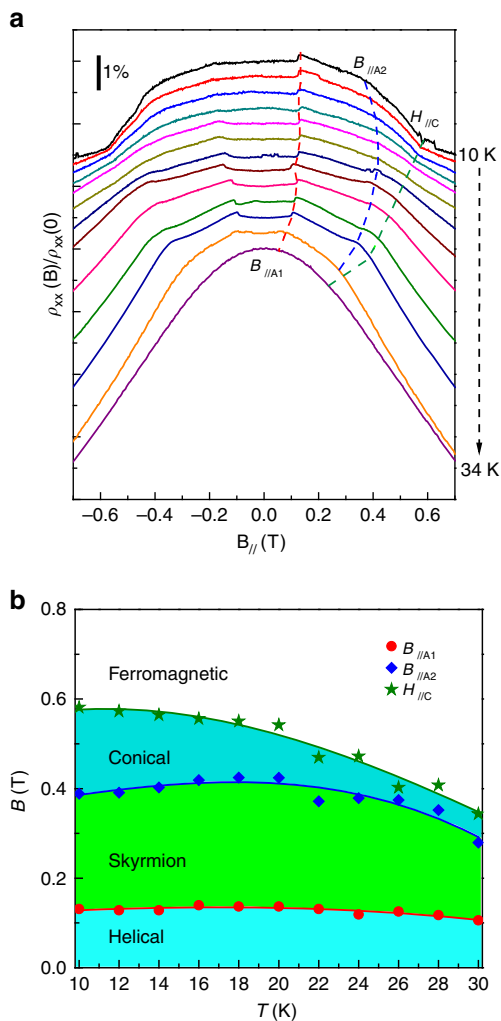 a
1%
B//A2
H//C
10 K
B//A1
34 K
ρxx (B)/ρxx(0)
−0.6 −0.4 −0.2 0.0 0.2 0.4 0.6
B// (T)
b
0.8
B//A1
B//A2
H//C
Ferromagnetic
0.6
Conical
0.4
Skyrmion
0.2
Helical
0.0
B (T)
10 12 14 16 18 20 22 24 26 28 30
T (K)